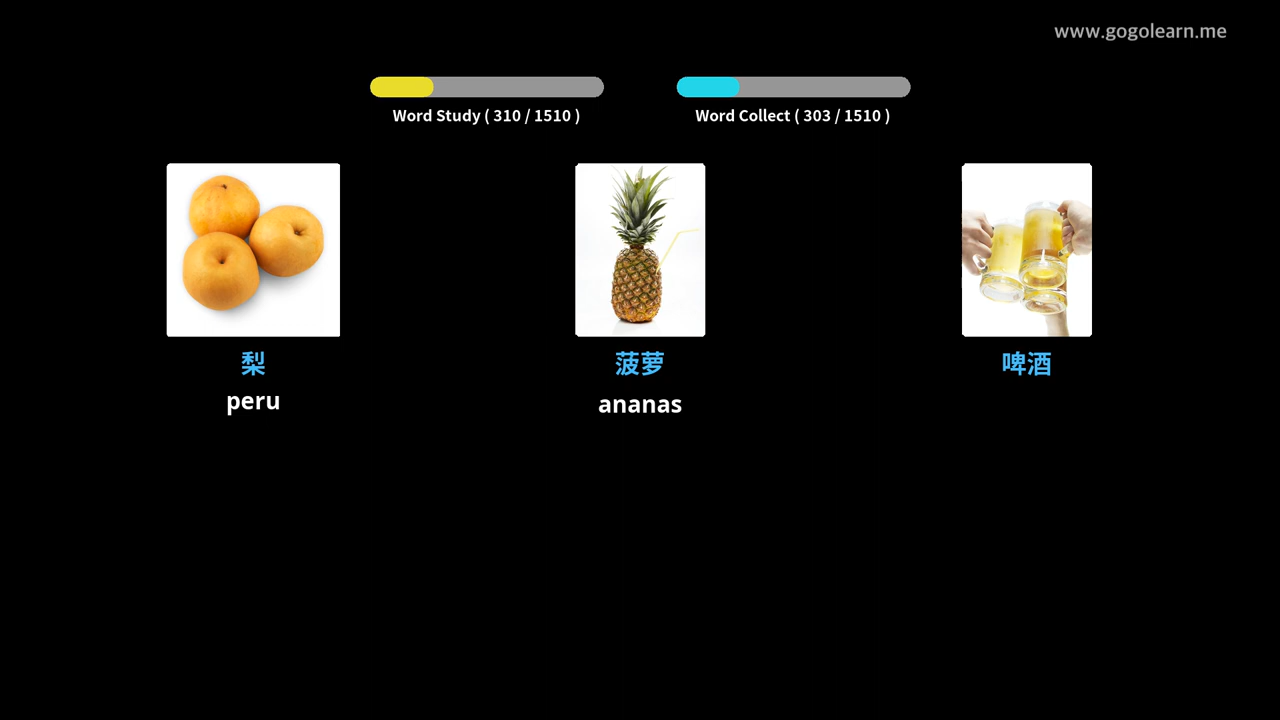 www.gogolearn.me
Word Study ( 310 / 1510 )
Word Collect ( 303 / 1510 )
梨
菠萝
啤酒
peru
ananas